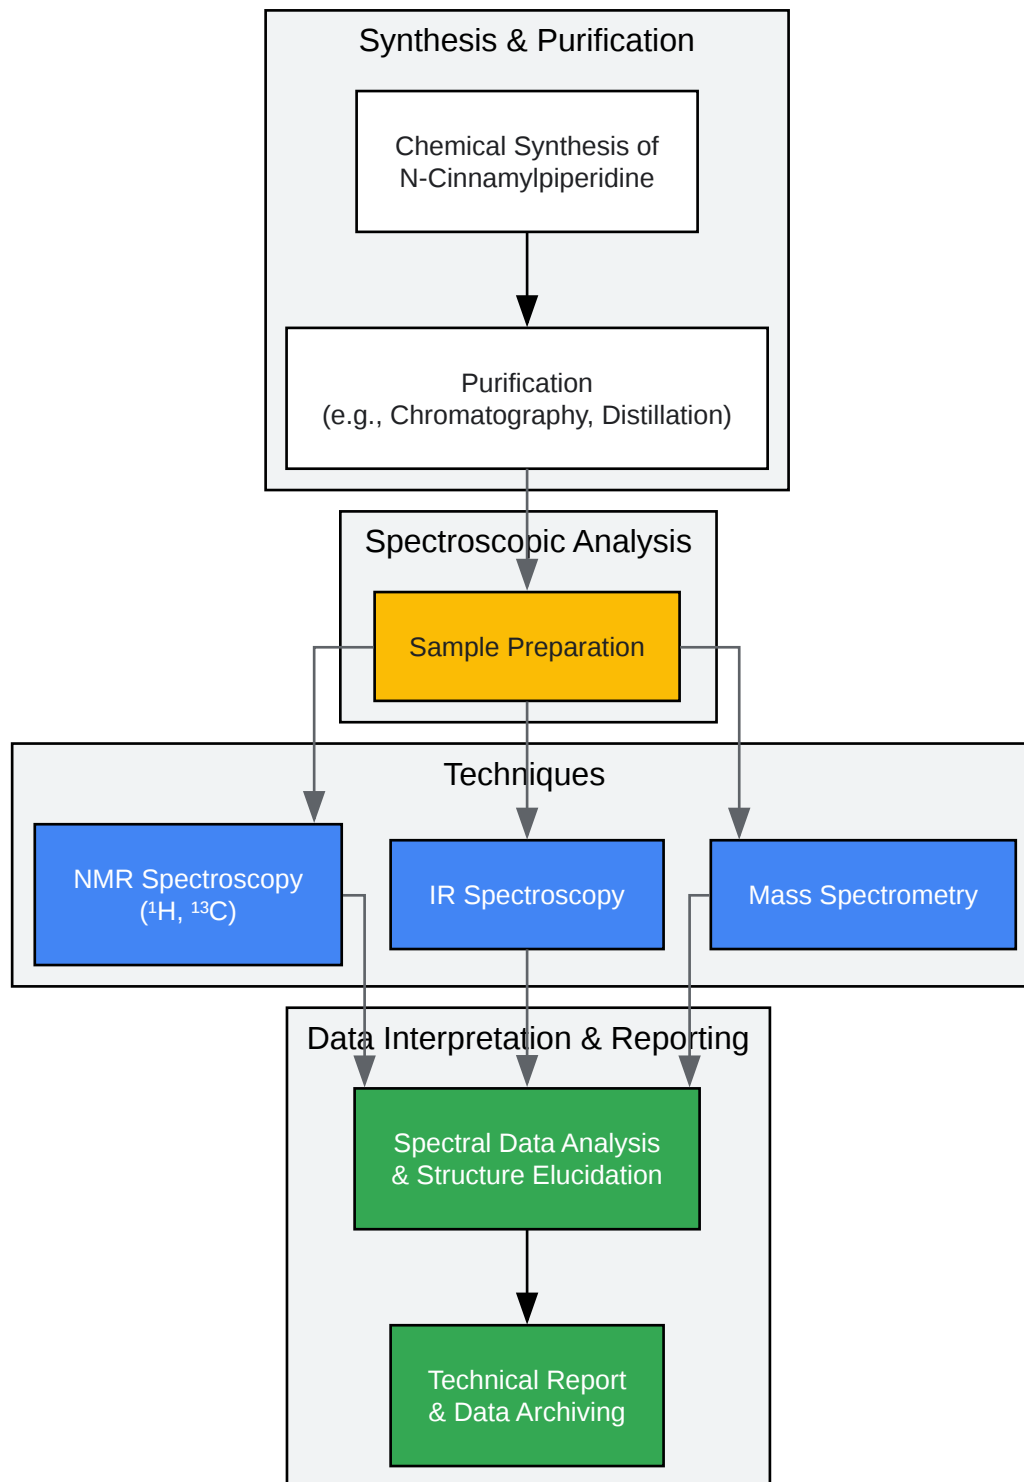 Synthesis & Purification
Chemical Synthesis of
N-Cinnamylpiperidine
Purification
(e.g., Chromatography, Distillation)
Spectroscopic Analysis
Sample Preparation
Techniques
NMR Spectroscopy
(¹H, ¹³C)
IR Spectroscopy
Mass Spectrometry
Data Interpretation & Reporting
Spectral Data Analysis
& Structure Elucidation
Technical Report
& Data Archiving